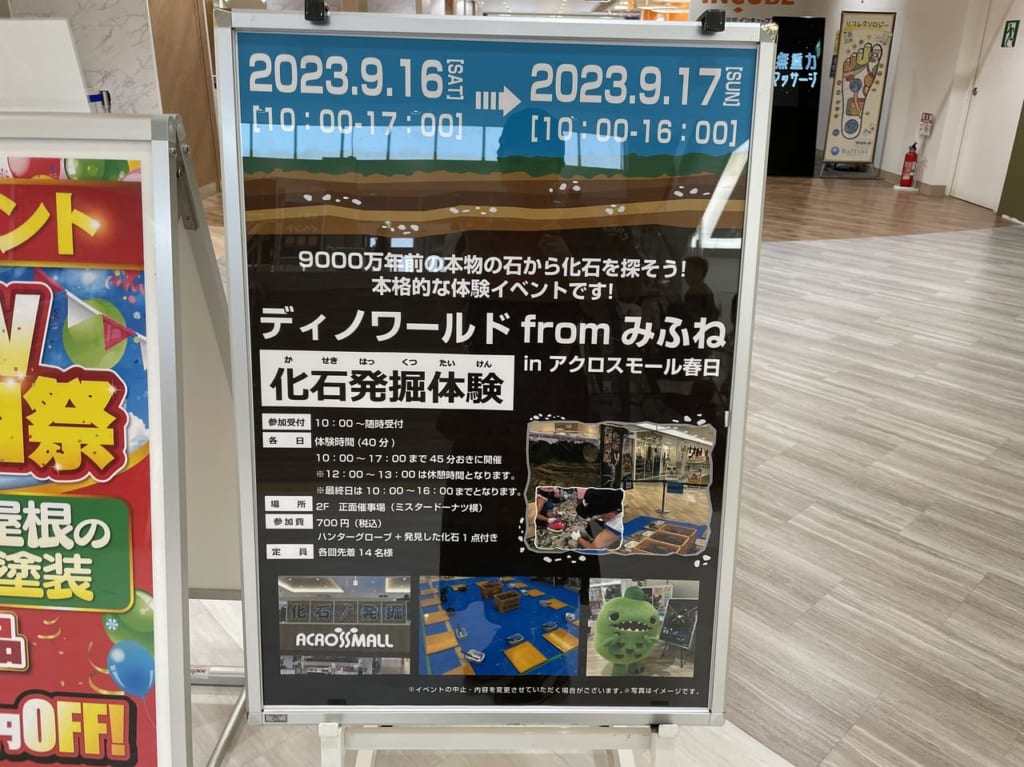 INCUBE
リフレクソロジー
無重力
マッサージ
2023.9.16[SAT]
[10：00-17：00]
2023.9.17[SUN]
[10：00-16：00]
9000万年前の本物の石から化石を探そう!
本格的な体験イベントです!
ディノワールド from みふね
in アクロスモール春日
か せき はっ くつ たい けん
化石発掘体験
参加受付 10：00～随時受付
各日 体験時間 (40分)
10：00～17：00まで45分おきに開催
※12：00～13：00は休憩時間となります。
※最終日は10：00～16：00までとなります。
場所 2F 正面催事場（ミスタードーナツ横）
参加費 700円（税込）
ハンターグローブ+発見した化石1点付き
定員 各回先着14名様
化石ノ発掘
ACROSSMALL
※イベントの中止・内容を変更させていただく場合がございます。※写真はイメージです。
ント
祭
屋根の
塗装
品
円OFF!